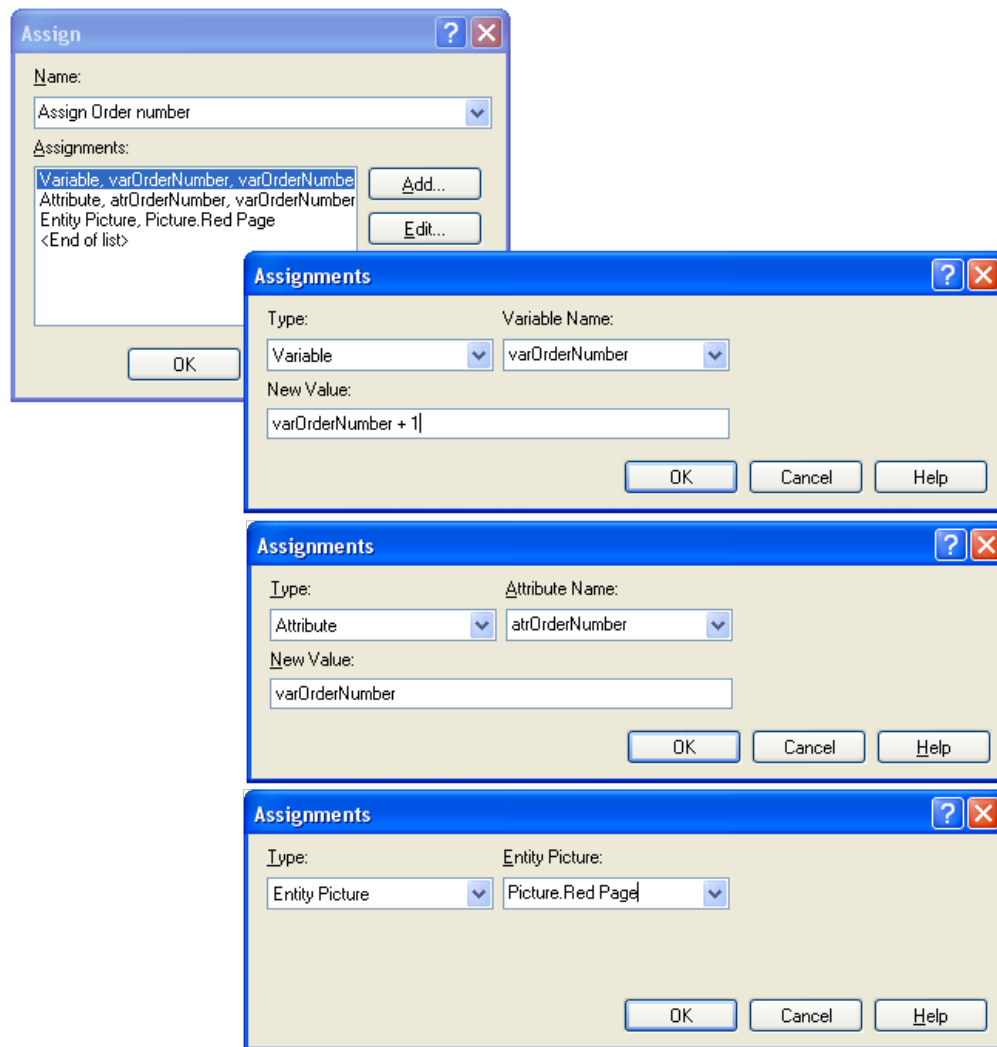 Assign
Name:
Assign Order number
Assignments:
Variable, varOrderNumber, varOrderNumbe
Attribute, atrOrderNumber, varOrderNumber
Entity Picture, Picture.Red Page
<End of list>
Add...
Edit...
OK
Assignments
Type: Variable Name:
Variable varOrderNumber
New Value:
varOrderNumber + 1
OK Cancel Help
Assignments
Type: Attribute Name:
Attribute atrOrderNumber
New Value:
varOrderNumber
OK Cancel Help
Assignments
Type: Entity Picture:
Entity Picture Picture.Red Page
OK Cancel Help